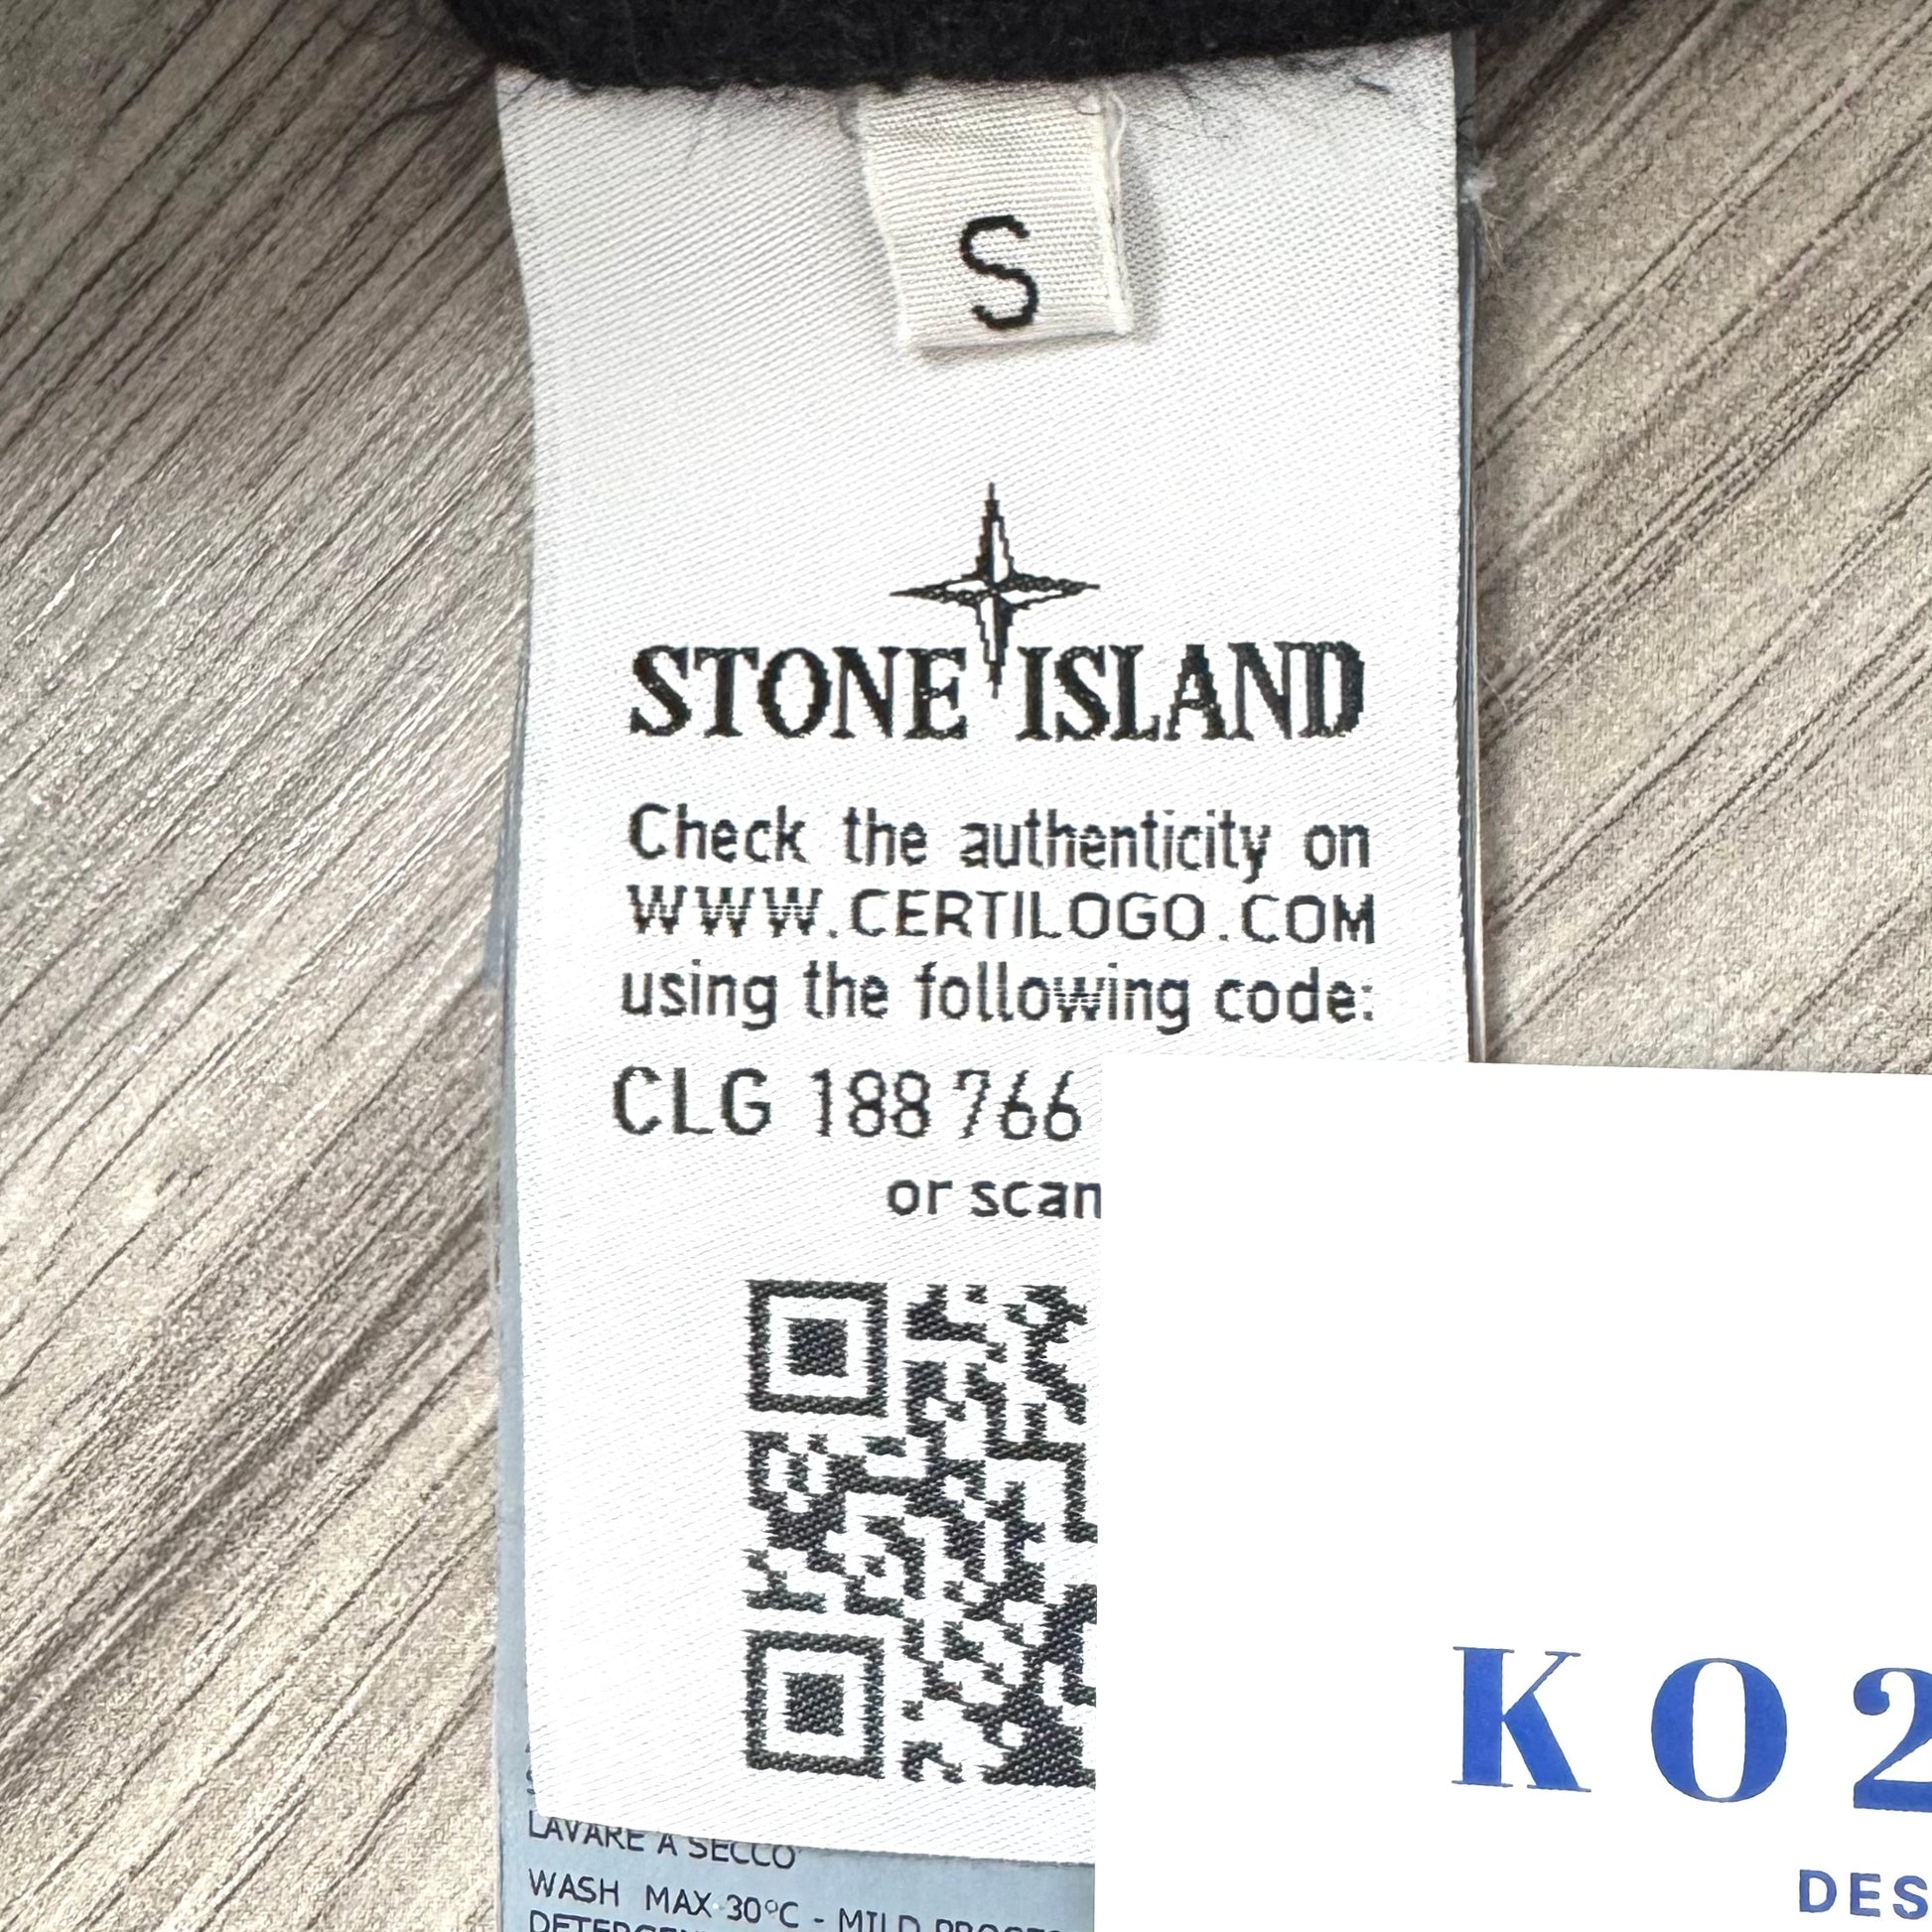 S
STONE ISLAND
Check the authenticity on
WWW.CERTILOGO.COM
using the following code:
CLG 188 766
or scan
LAVARE A SECCO
WASH MAX 30°C - MILD
KO2
DES